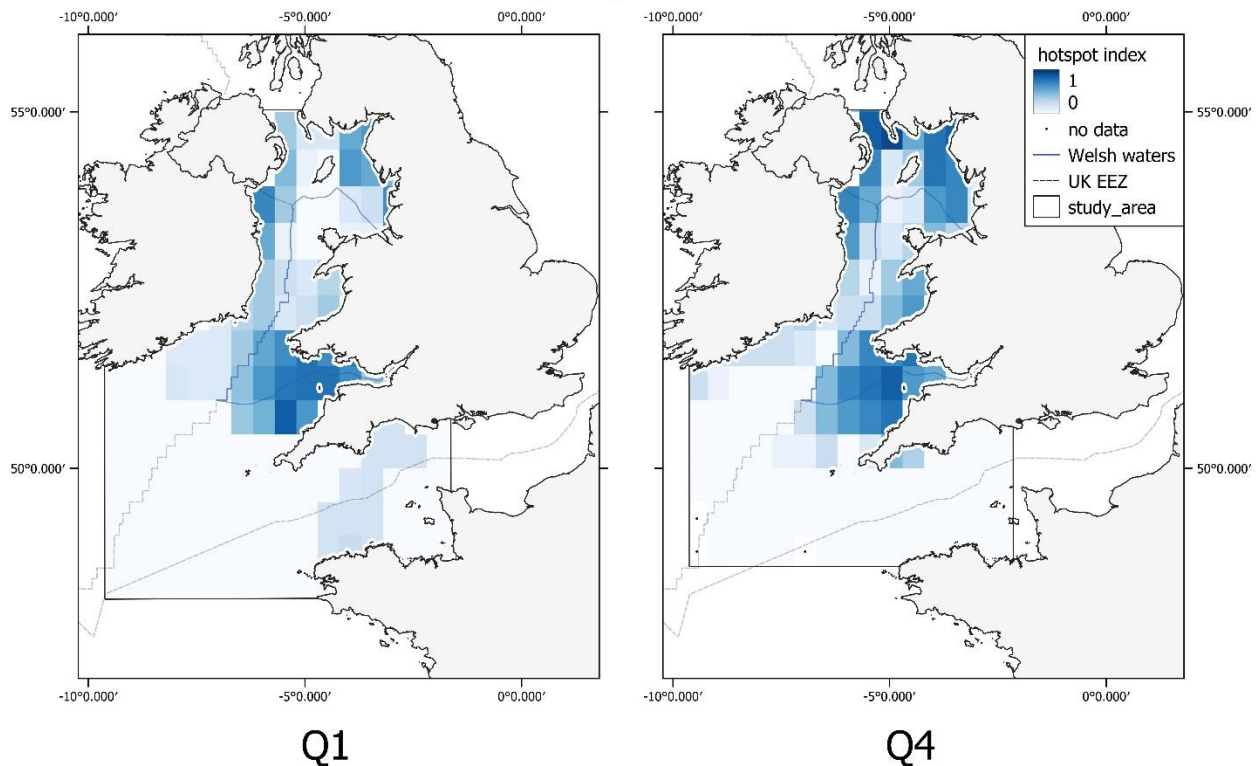 -10°0.000′ -5°0.000′ 0°0.000′ -10°0.000′ -5°0.000′ 0°0.000′
hotspot index
1
0
no data
Welsh waters
UK EEZ
study_area
55°0.000′ 55°0.000′
50°0.000′ 50°0.000′
-10°0.000′ -5°0.000′ 0°0.000′ -10°0.000′ -5°0.000′ 0°0.000′
Q1 Q4